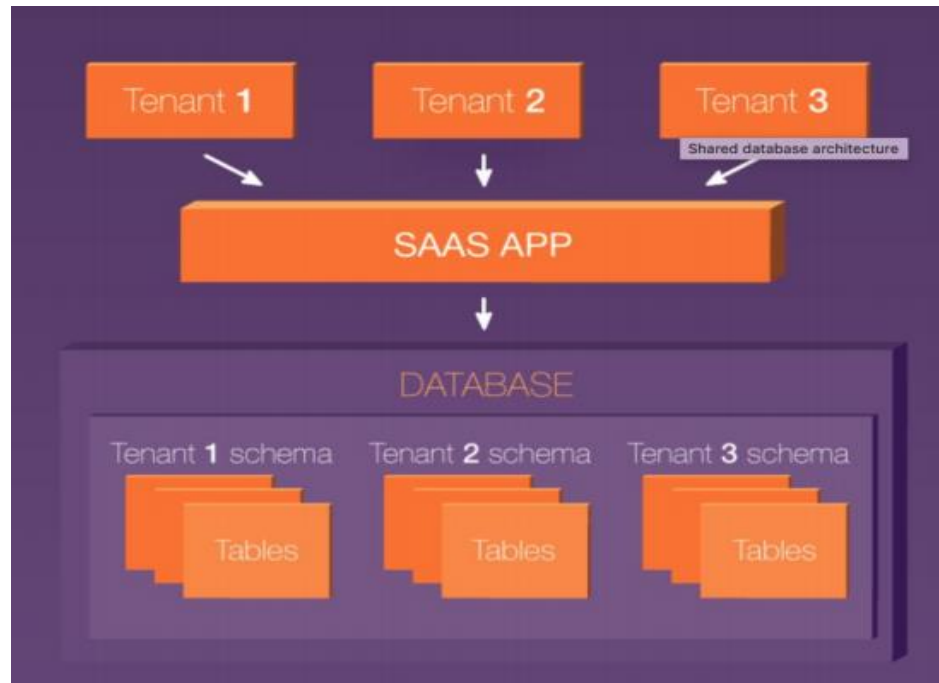 Tenant 1
Tenant 2
Tenant 3
Shared database architecture
SAAS APP
DATABASE
Tenant 1 schema
Tenant 2 schema
Tenant 3 schema
Tables
Tables
Tables